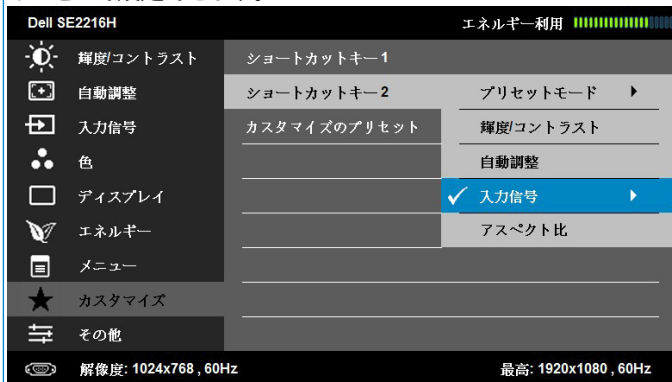 Dell SE2216H エネルギー利用
輝度/コントラスト ショートカットキー1
自動調整 ショートカットキー2 プリセットモード
入力信号 カスタマイズのプリセット 輝度/コントラスト
色 自動調整
ディスプレイ 入力信号
エネルギー アスペクト比
メニュー
カスタマイズ
その他
解像度: 1024x768 , 60Hz 最高: 1920x1080 , 60Hz